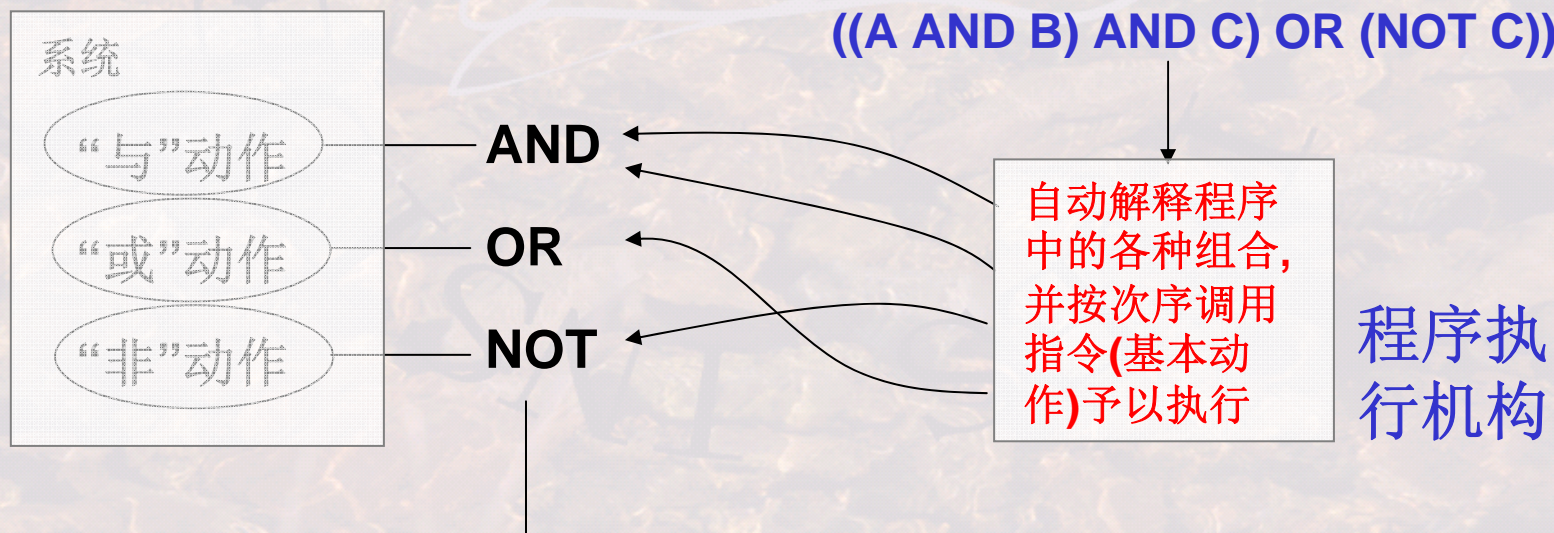 ((A AND B) AND C) OR (NOT C))
系统
“与”动作
AND
“或”动作
OR
“非”动作
NOT
自动解释程序
中的各种组合,
并按次序调用
指令(基本动
作)予以执行
程序执
行机构